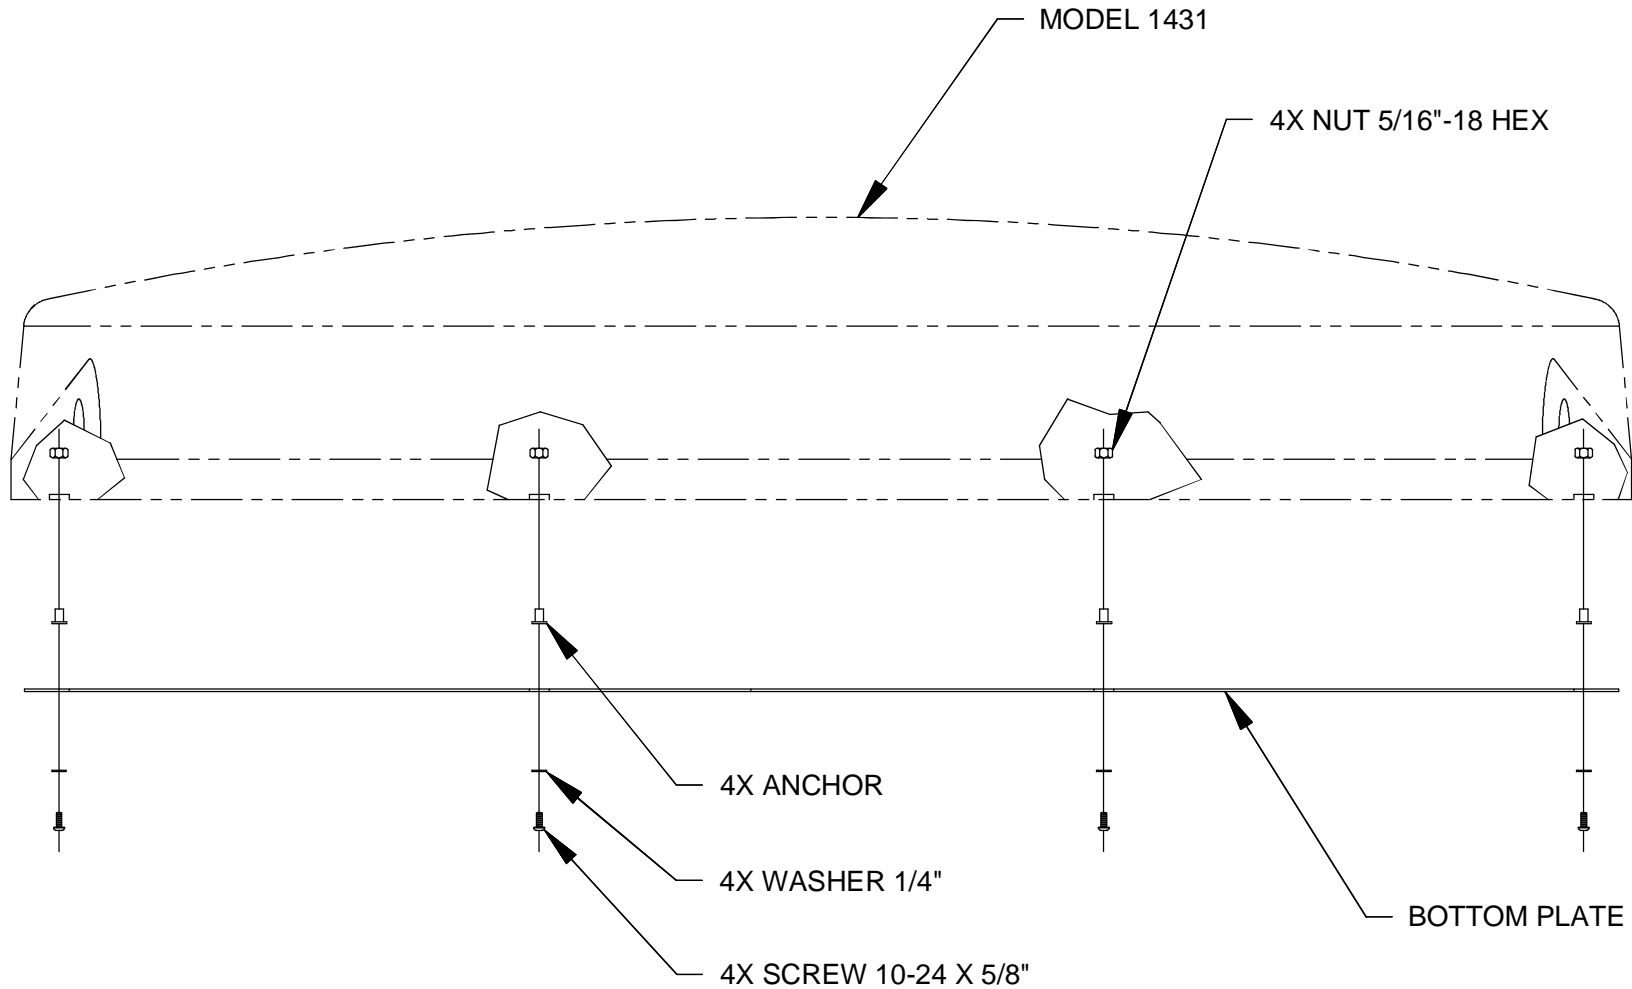 MODEL 1431
4X NUT 5/16"-18 HEX
4X ANCHOR
4X WASHER 1/4"
BOTTOM PLATE
4X SCREW 10-24 X 5/8"